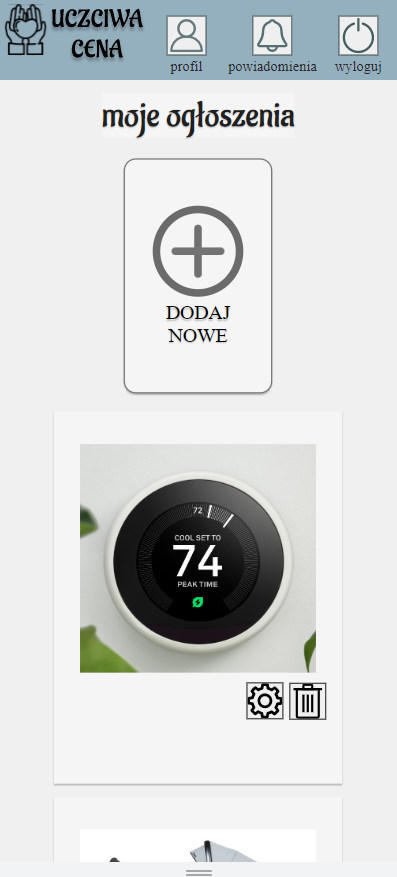 UCZCIWA
CENA
profil
powiadomienia
wyloguj
moje ogłoszenia
DODAJ
NOWE
72
COOL SET TO
74
PEAK TIME